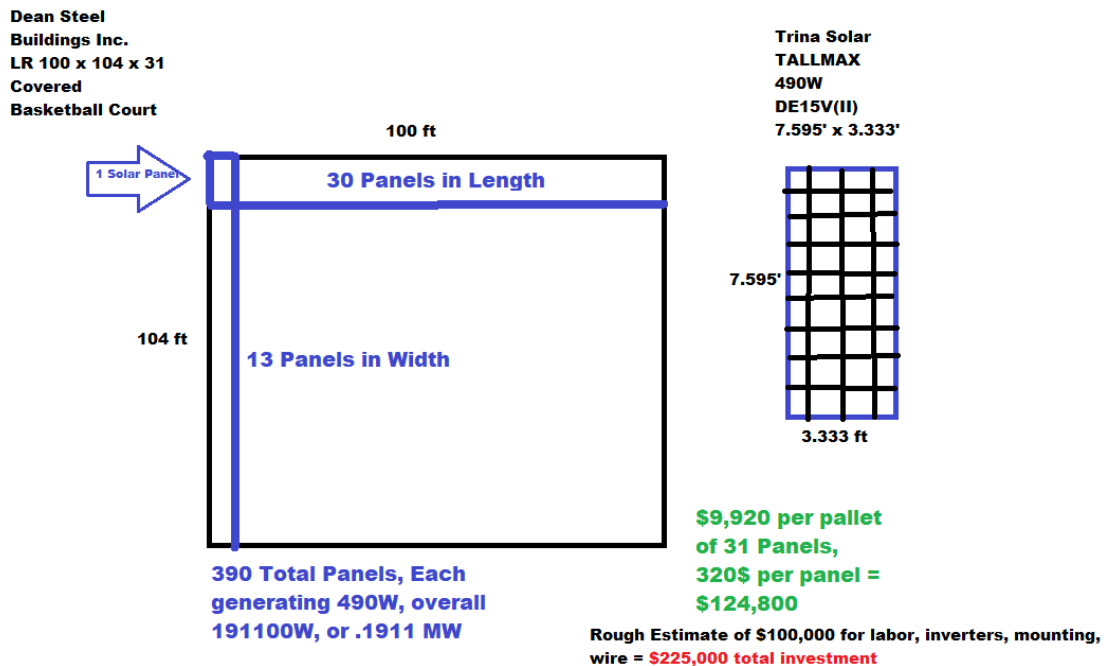 Dean Steel
Buildings Inc.
LR 100 x 104 x 31
Covered
Basketball Court
Trina Solar
TALLMAX
490W
DE15V(II)
7.595' x 3.333'
100 ft
1 Solar Panel
30 Panels in Length
7.595'
104 ft
13 Panels in Width
3.333 ft
$9,920 per pallet
of 31 Panels,
320$ per panel =
$124,800
390 Total Panels, Each
generating 490W, overall
191100W, or .1911 MW
Rough Estimate of $100,000 for labor, inverters, mounting,
wire = $225,000 total investment